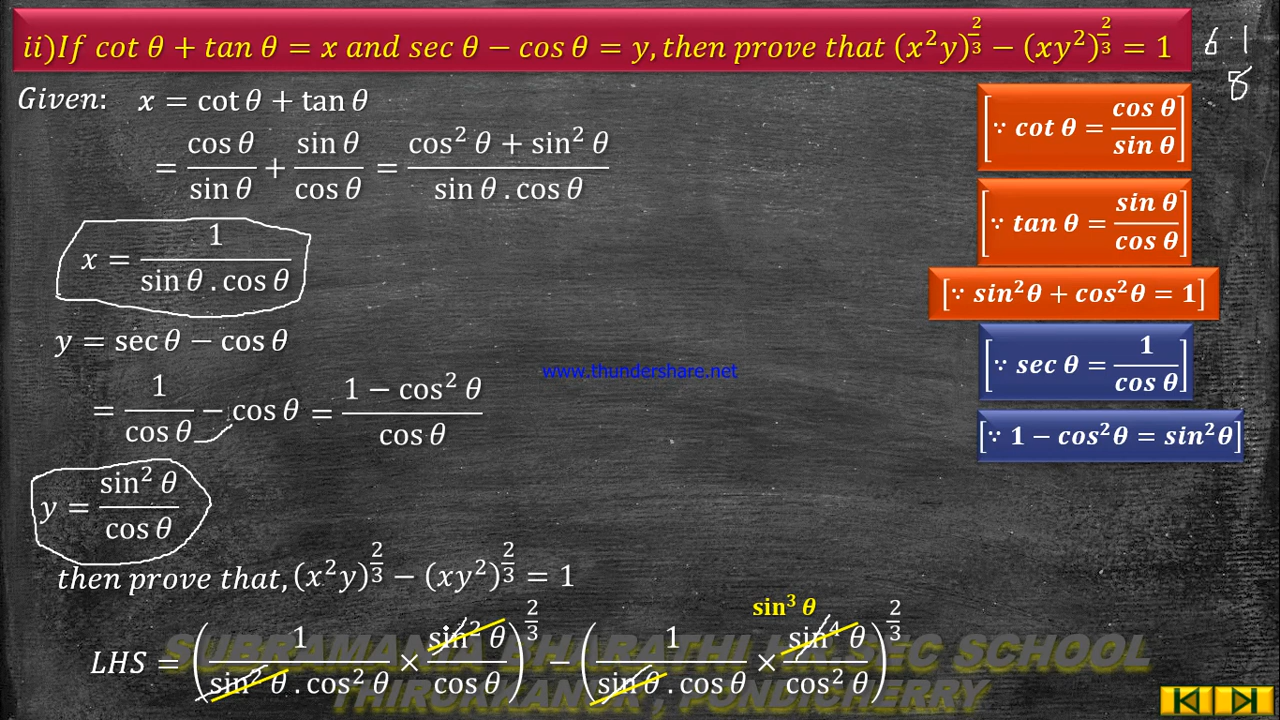 ii) If cot θ + tan θ = x and sec θ − cos θ = y, then prove that (x²y)^(2/3) − (xy²)^(2/3) = 1
6·1
8
Given: x = cot θ + tan θ
= cos θ / sin θ + sin θ / cos θ = (cos² θ + sin² θ) / (sin θ . cos θ)
x = 1 / (sin θ . cos θ)
y = sec θ − cos θ
= 1 / cos θ − cos θ = (1 − cos² θ) / cos θ
y = sin² θ / cos θ
then prove that, (x²y)^(2/3) − (xy²)^(2/3) = 1
sin³ θ
LHS = (1 / (sin² θ . cos² θ) × sin² θ / cos θ)^(2/3) − (1 / (sin θ . cos θ) × sin⁴ θ / cos² θ)^(2/3)
[∵ cot θ = cos θ / sin θ]
[∵ tan θ = sin θ / cos θ]
[∵ sin²θ + cos²θ = 1]
[∵ sec θ = 1 / cos θ]
[∵ 1 − cos²θ = sin²θ]
www.thundershare.net
SUBRAMANIA BHARATHI H SEC SCHOOL